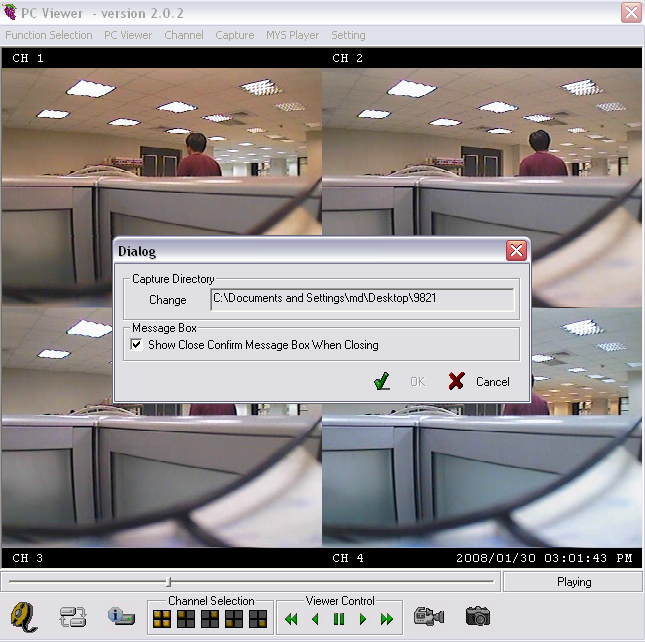 PC Viewer - version 2.0.2
Function Selection PC Viewer Channel Capture MYS Player Setting
CH 1 CH 2
Dialog
Capture Directory
Change C:\Documents and Settings\md\Desktop\9821
Message Box
Show Close Confirm Message Box When Closing
OK Cancel
CH 3 CH 4 2008/01/30 03:01:43 PM
Playing
Channel Selection Viewer Control